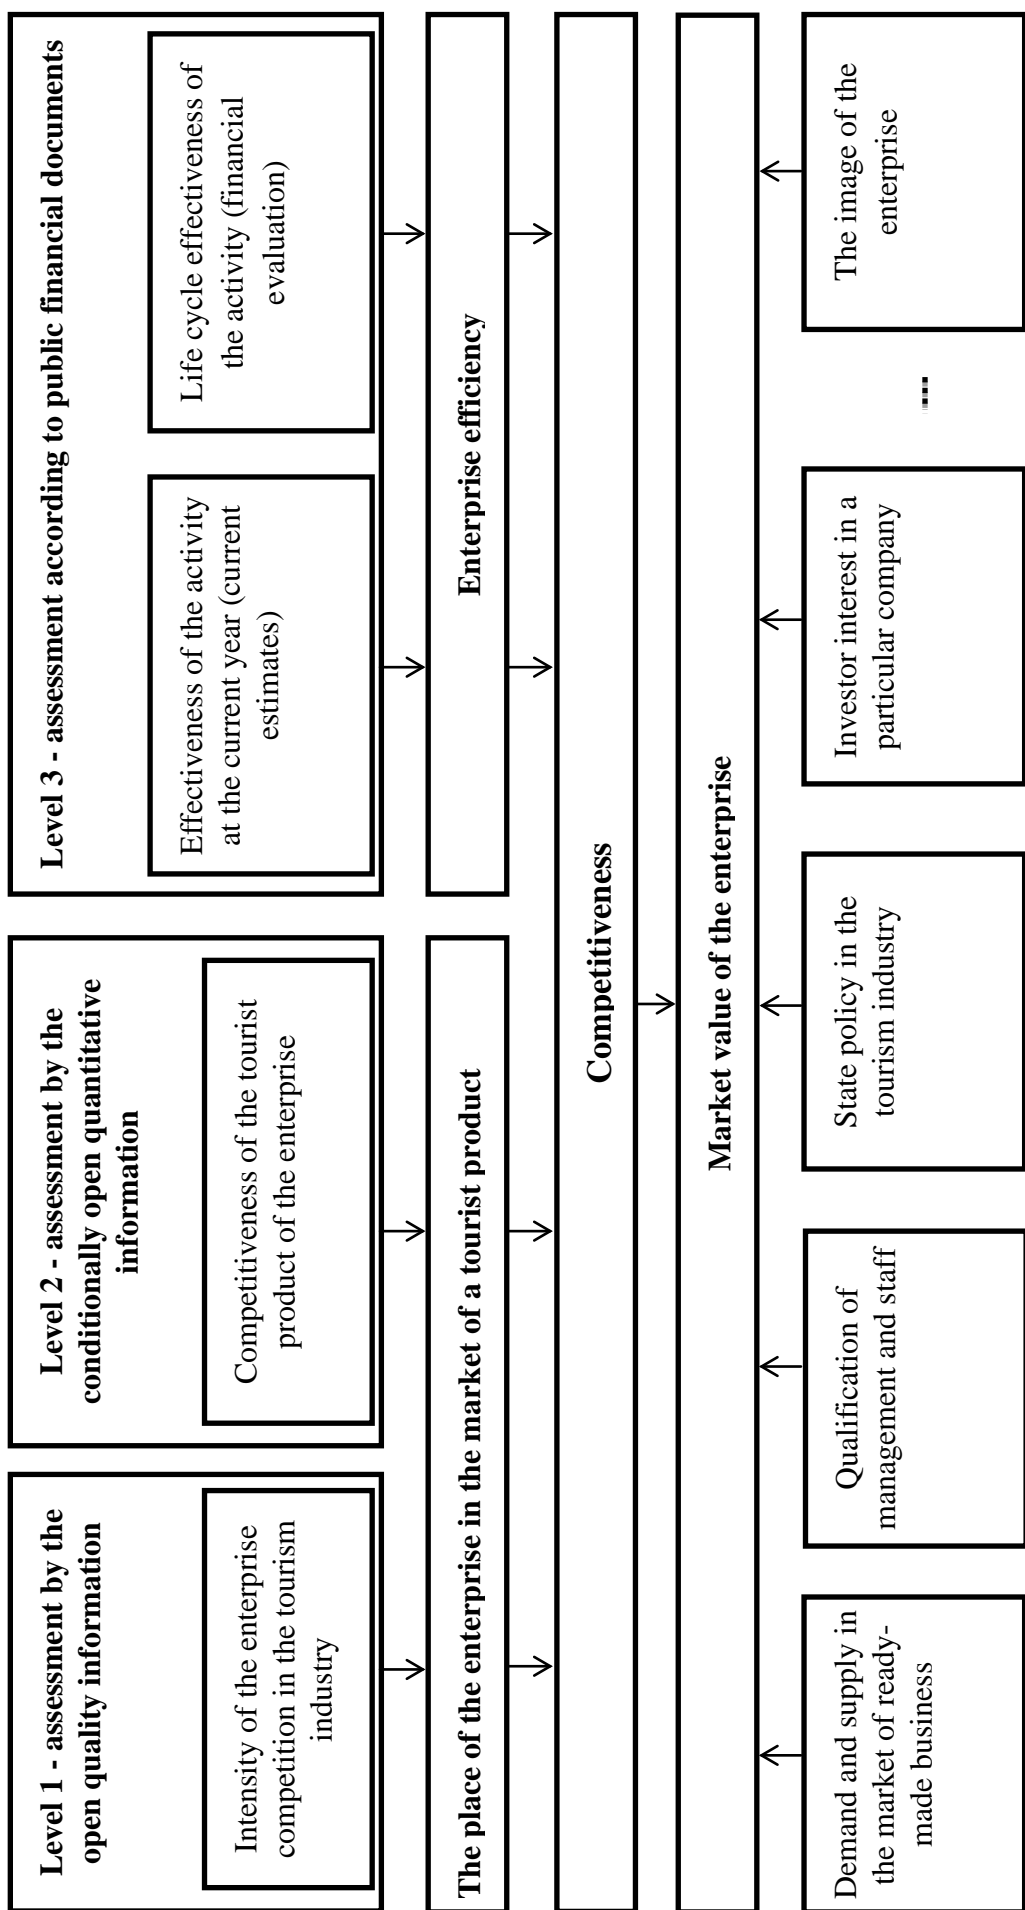 Level 1 - assessment by the
open quality information
Intensity of the enterprise
competition in the tourism
industry
Level 2 - assessment by the
conditionally open quantitative
information
Competitiveness of the tourist
product of the enterprise
Level 3 - assessment according to public financial documents
Effectiveness of the activity
at the current year (current
estimates)
Life cycle effectiveness of
the activity (financial
evaluation)
The place of the enterprise in the market of a tourist product
Enterprise efficiency
Competitiveness
Market value of the enterprise
Demand and supply in
the market of ready-
made business
Qualification of
management and staff
State policy in the
tourism industry
Investor interest in a
particular company
...
The image of the
enterprise